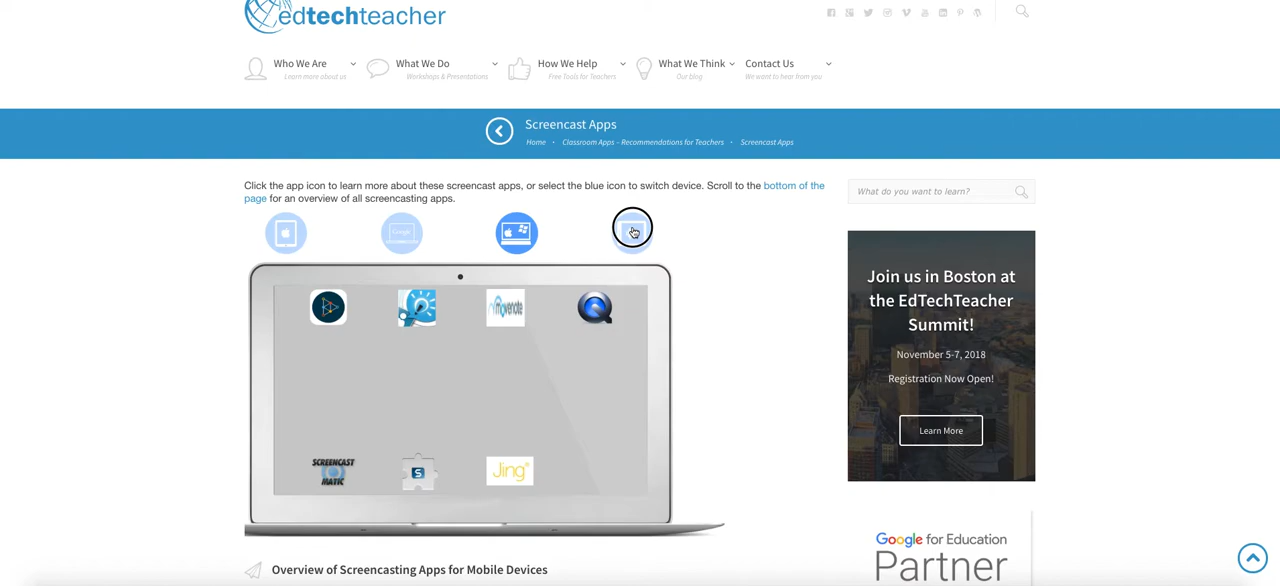 edtechteacher
Who We Are
Learn more about us
What We Do
Workshops & Presentations
How We Help
Free Tools for Teachers
What We Think
Our blog
Contact Us
We want to hear from you
Screencast Apps
Home · Classroom Apps - Recommendations for Teachers · Screencast Apps
Click the app icon to learn more about these screencast apps, or select the blue icon to switch device. Scroll to the bottom of the
page for an overview of all screencasting apps.
What do you want to learn?
Google
movenote
SCREENCAST
MATIC
S
Jing
Join us in Boston at
the EdTechTeacher
Summit!
November 5-7, 2018
Registration Now Open!
Learn More
Google for Education
Partner
Overview of Screencasting Apps for Mobile Devices